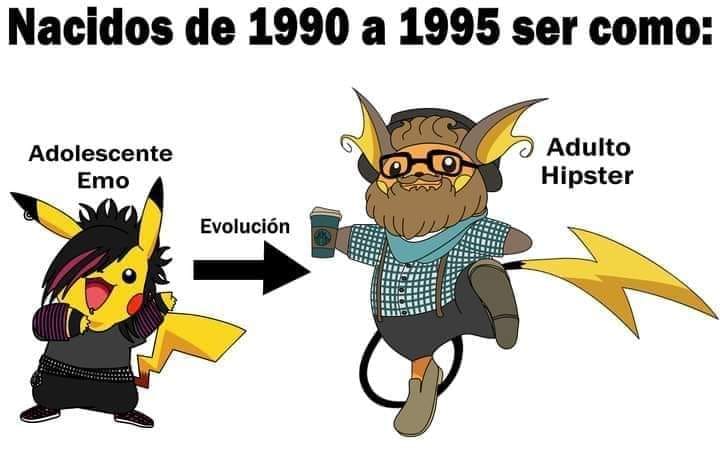 Nacidos de 1990 a 1995 ser como:
Adolescente
Emo
Evolución
Adulto
Hipster